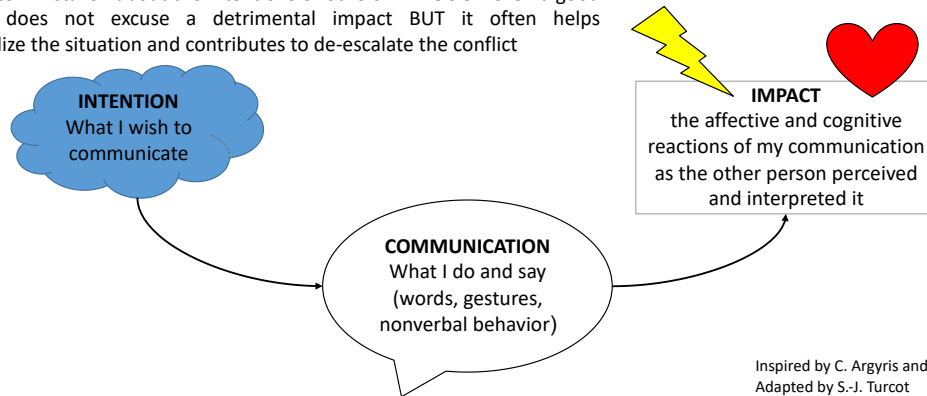 does not excuse a detrimental impact BUT it often helps
lize the situation and contributes to de-escalate the conflict
INTENTION
What I wish to
communicate
COMMUNICATION
What I do and say
(words, gestures,
nonverbal behavior)
IMPACT
the affective and cognitive
reactions of my communication
as the other person perceived
and interpreted it
Inspired by C. Argyris and
Adapted by S.-J. Turcot